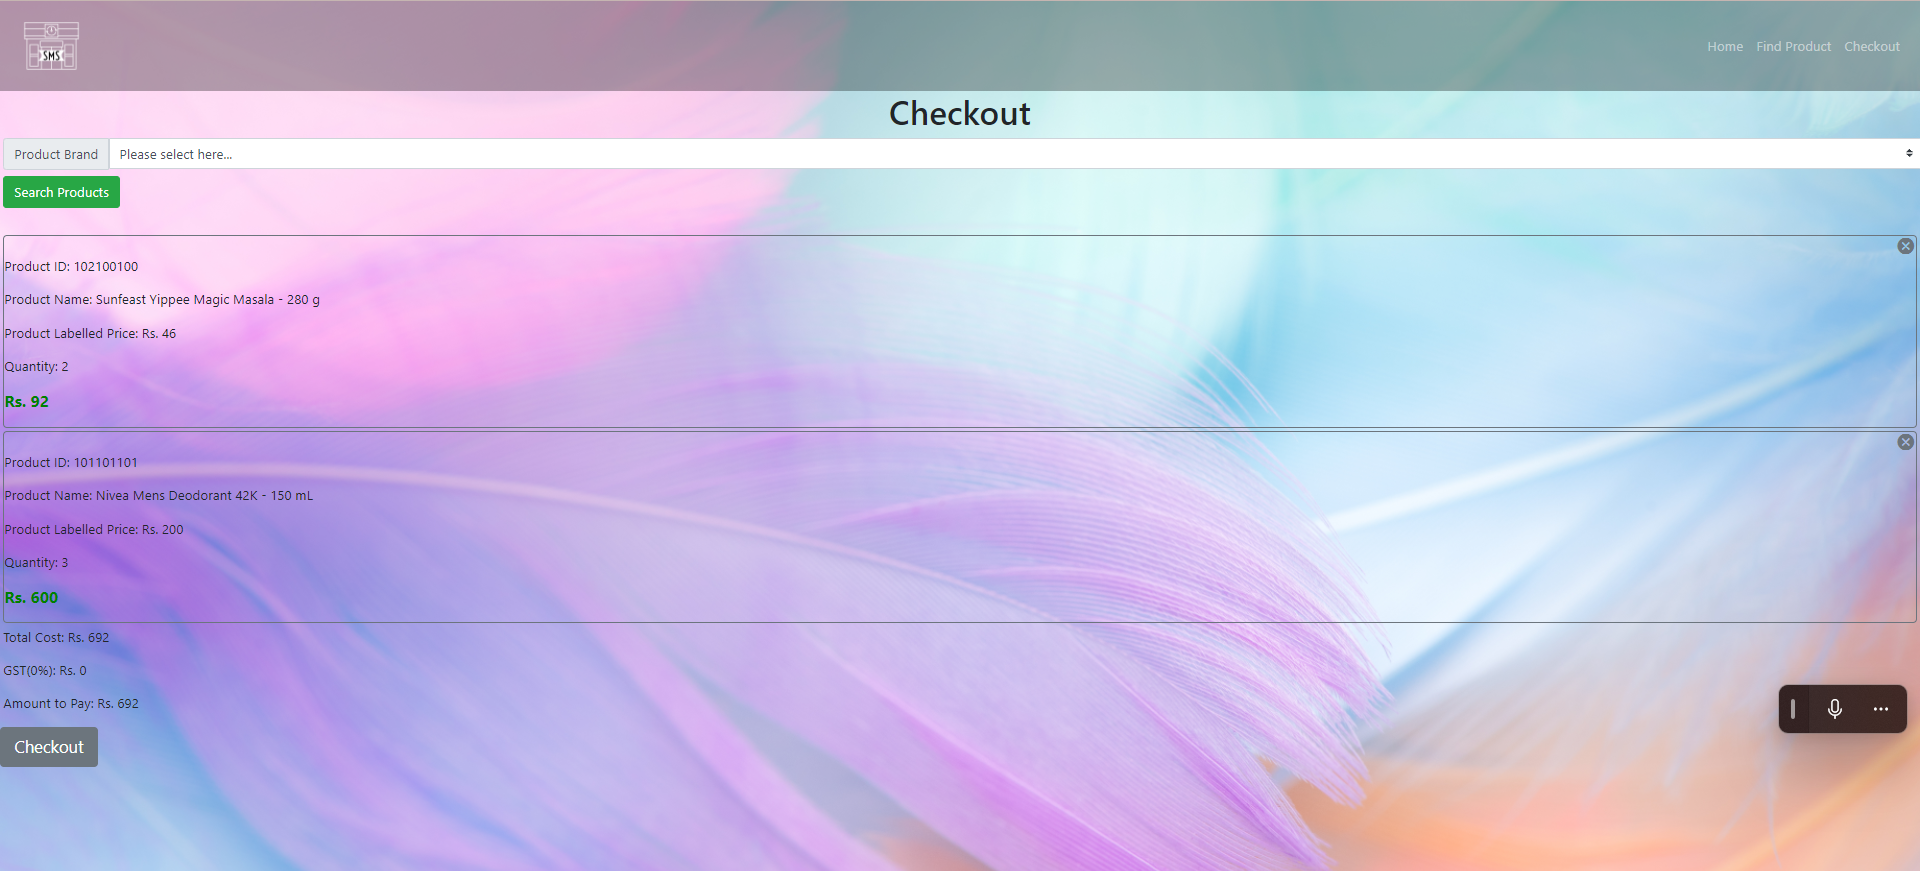 SMS
Home Find Product Checkout
Checkout
Product Brand Please select here...
Search Products
Product ID: 102100100
Product Name: Sunfeast Yippee Magic Masala - 280 g
Product Labelled Price: Rs. 46
Quantity: 2
Rs. 92
Product ID: 101101101
Product Name: Nivea Mens Deodorant 42K - 150 mL
Product Labelled Price: Rs. 200
Quantity: 3
Rs. 600
Total Cost: Rs. 692
GST(0%): Rs. 0
Amount to Pay: Rs. 692
Checkout